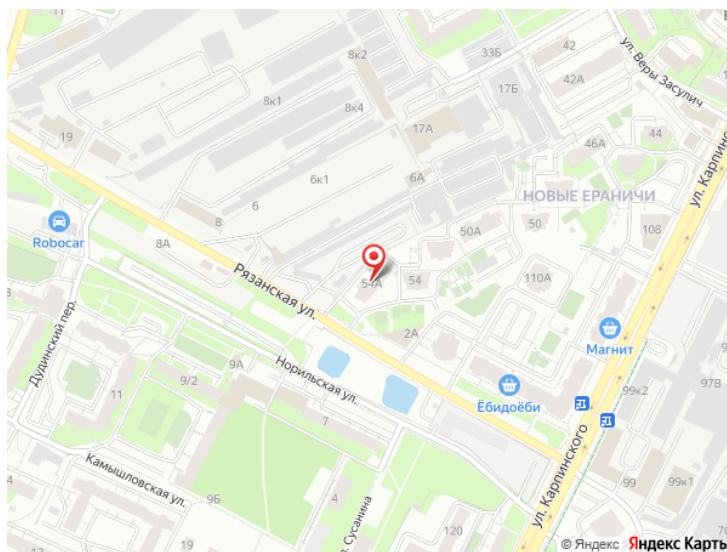 11
8к2
33Б
42
ул. Веры Засулич
42А
17Б
8к1
8к4
17А
19
46А
44
ул. Карпинского
6А
6к1
НОВЫЕ ЕРАНИЧИ
6
8
Robocar
8А
50А
50
108
Рязанская ул.
54А
54
110А
2А
Магнит
Дудинский пер.
9А
Норильская ул.
97В
9/2
99к2
11
Ёбидоёби
7
ул. Карпинского
Камышловская ул.
99
99к1
9Б
4
ул. Сусанина
19
120
© Яндекс Яндекс Карты